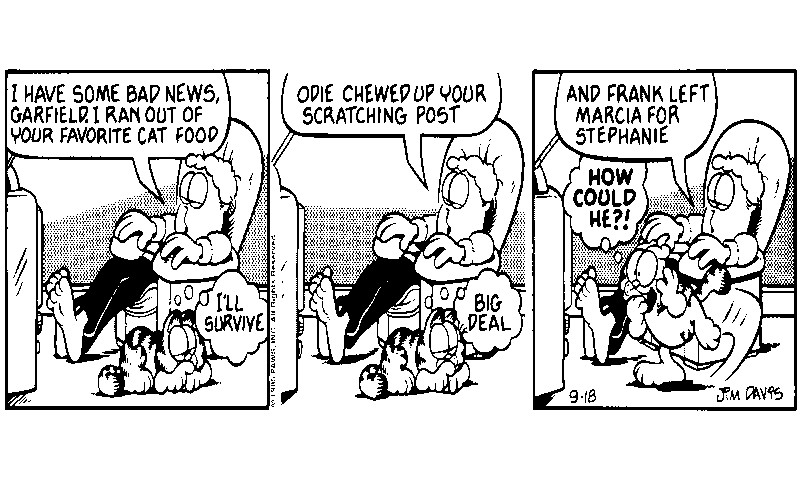 I HAVE SOME BAD NEWS,
GARFIELD. I RAN OUT OF
YOUR FAVORITE CAT FOOD
I'LL
SURVIVE
ODIE CHEWED UP YOUR
SCRATCHING POST
BIG
DEAL
AND FRANK LEFT
MARCIA FOR
STEPHANIE
HOW
COULD
HE?!
9-18
JIM DAVIS